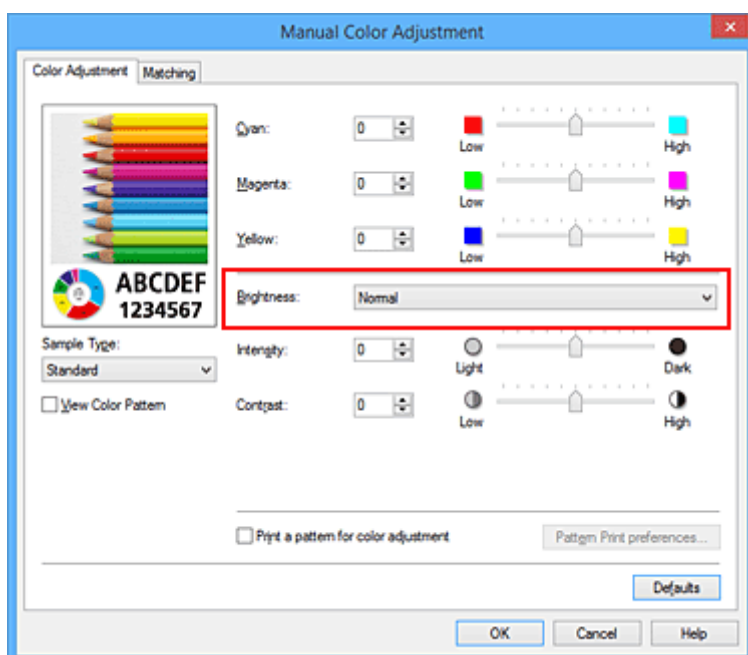 Manual Color Adjustment
Color Adjustment
Matching
ABCDEF
1234567
Sample Type:
Standard
View Color Pattern
Cyan:
0
Low
High
Magenta:
0
Low
High
Yellow:
0
Low
High
Brightness:
Normal
Intensity:
0
Light
Dark
Contrast:
0
Low
High
Print a pattern for color adjustment
Pattern Print preferences...
Defaults
OK
Cancel
Help